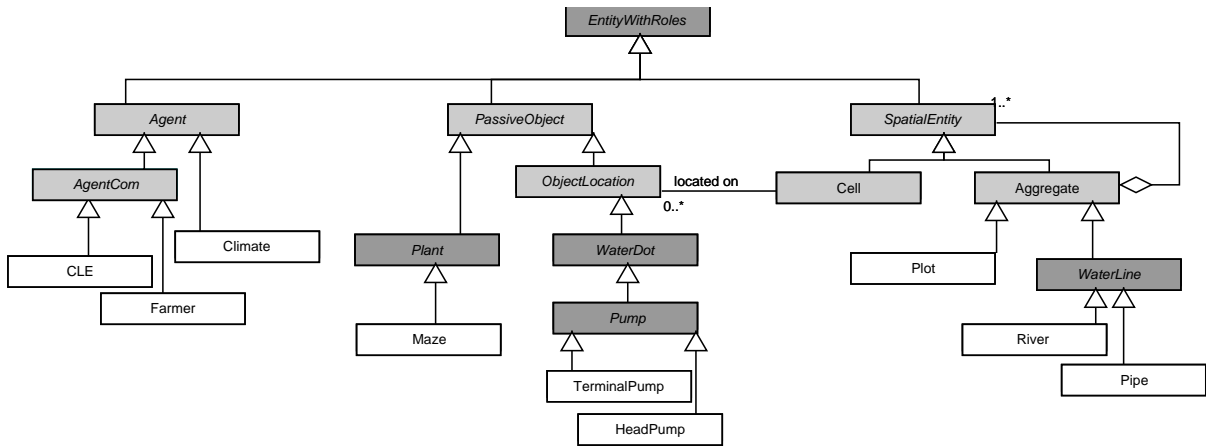 EntityWithRoles
Agent
PassiveObject
SpatialEntity
1..*
AgentCom
ObjectLocation
located on
0..*
Cell
Aggregate
Climate
Plant
WaterDot
CLE
Plot
WaterLine
Farmer
Pump
Maze
River
TerminalPump
Pipe
HeadPump